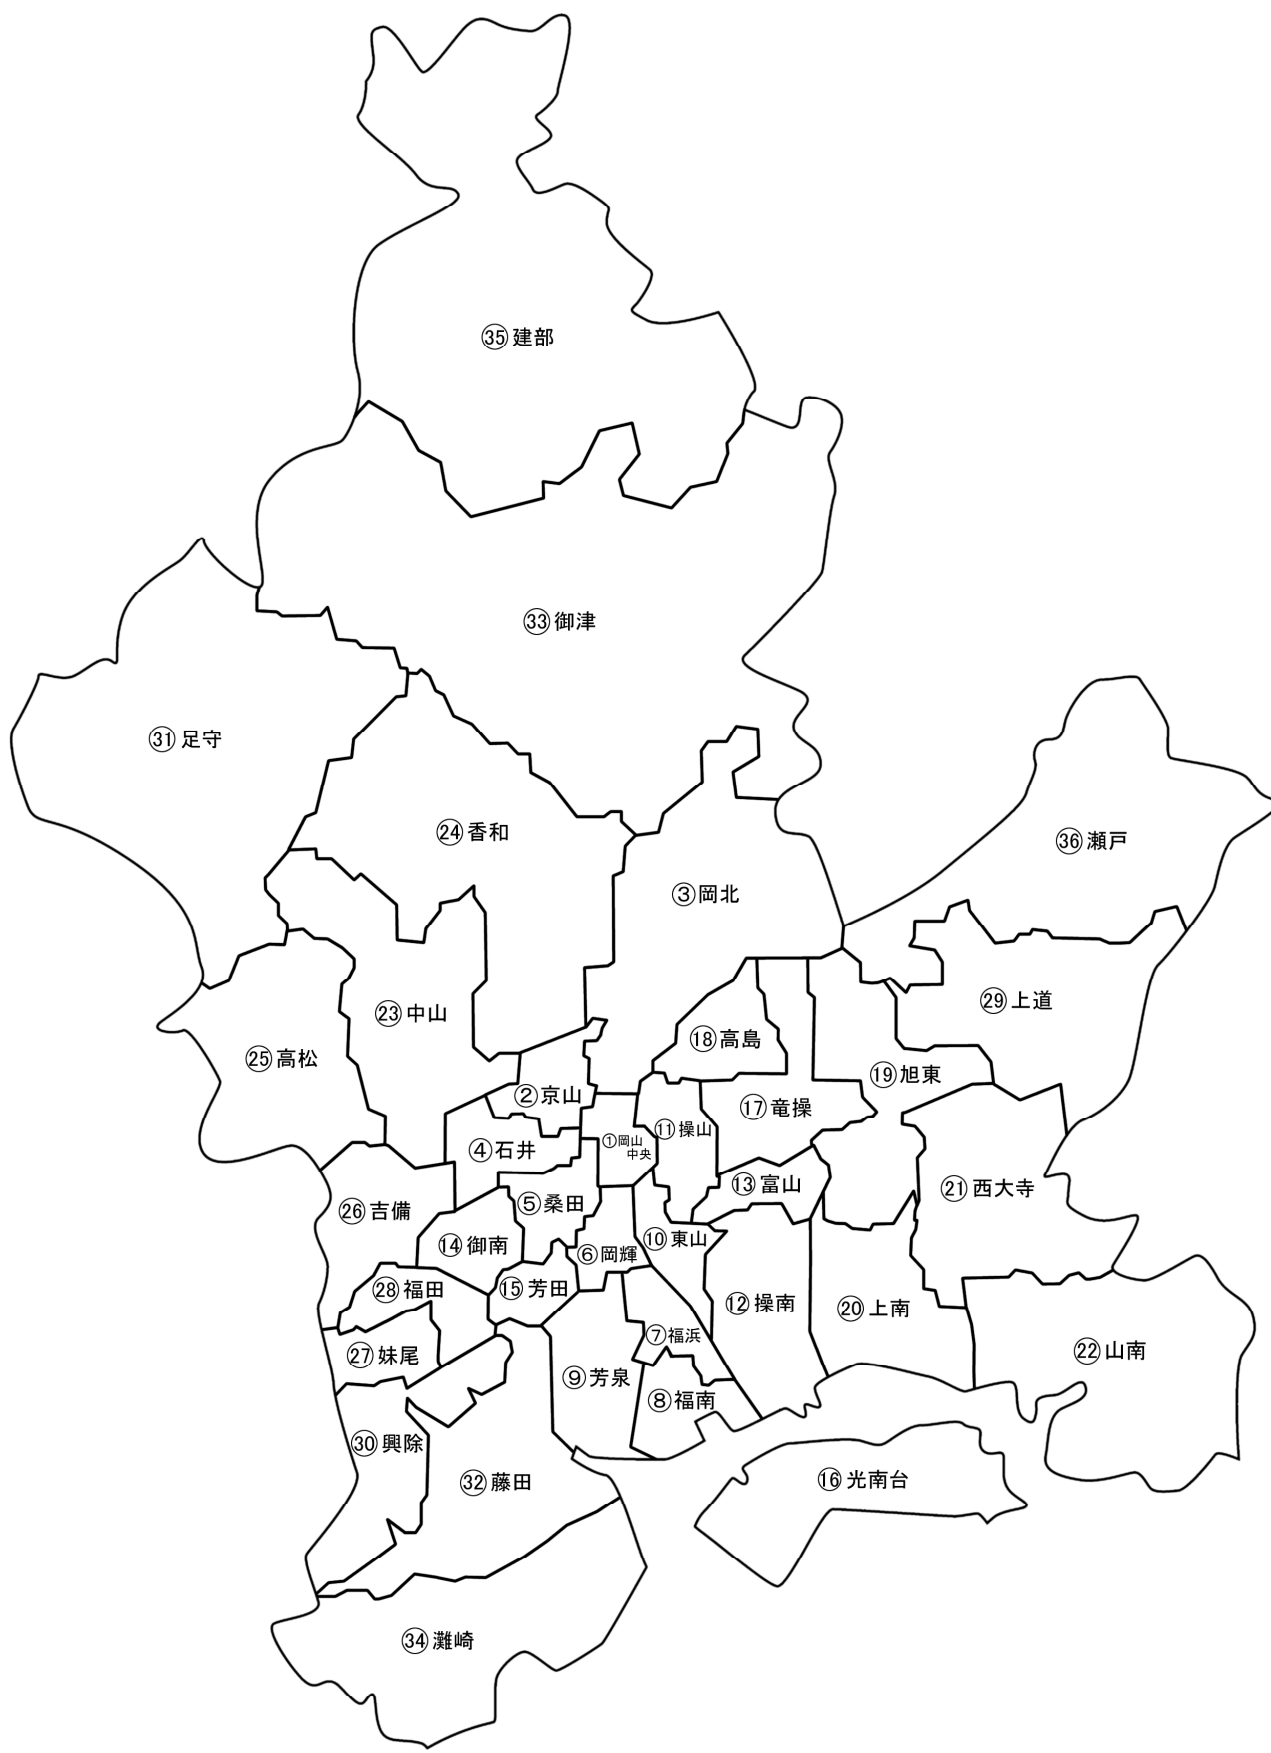 ㉟建部
㉝御津
㉛足守
㉔香和
㊱瀬戸
③岡北
㉙上道
㉓中山
⑱高島
㉕高松
⑲旭東
②京山
⑰竜操
⑪操山
①岡山
中央
④石井
⑬富山
㉑西大寺
⑤桑田
㉖吉備
⑩東山
⑭御南
⑥岡輝
㉘福田
⑮芳田
⑫操南
⑳上南
⑦福浜
㉒山南
㉗妹尾
⑨芳泉
⑧福南
㉚興除
⑯光南台
㉜藤田
㉞灘崎